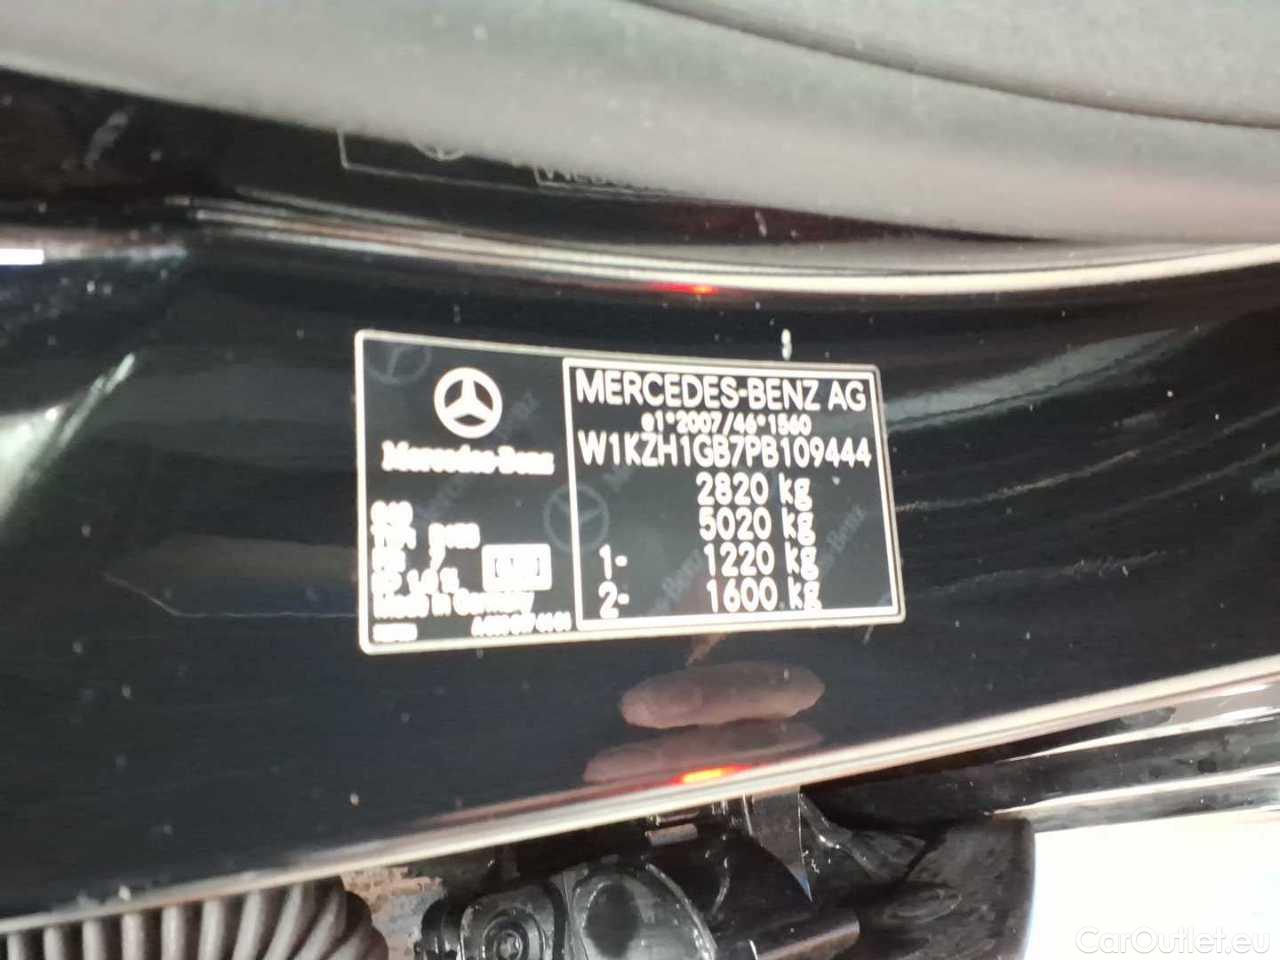 MERCEDES-BENZ AG
e1*2007/46*1560
W1KZH1GB7PB109444
2820 kg
5020 kg
1- 1220 kg
2- 1600 kg
Mercedes-Benz
Made in Germany
CarOutlet.eu